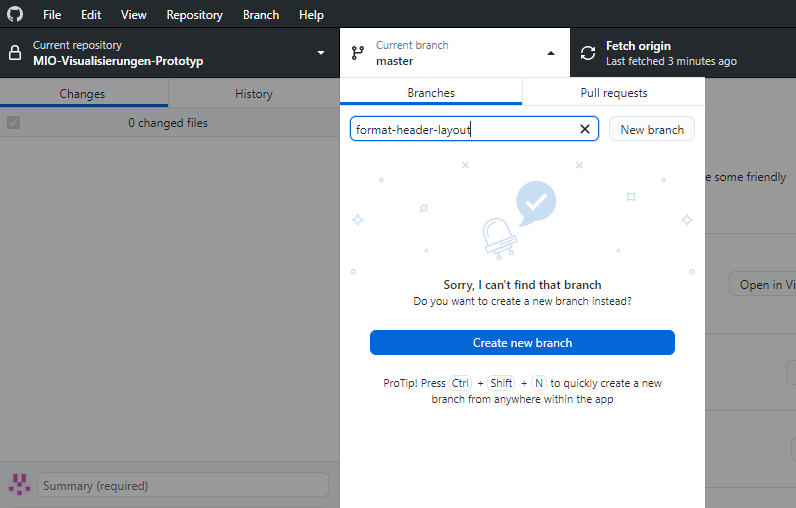 File Edit View Repository Branch Help
Current repository
MIO-Visualisierungen-Prototyp
Current branch
master
Fetch origin
Last fetched 3 minutes ago
Changes
History
Branches
Pull requests
0 changed files
format-header-layout
New branch
e some friendly
Sorry, I can't find that branch
Do you want to create a new branch instead?
Open in Vi
Create new branch
ProTip! Press Ctrl + Shift + N to quickly create a new
branch from anywhere within the app
Summary (required)